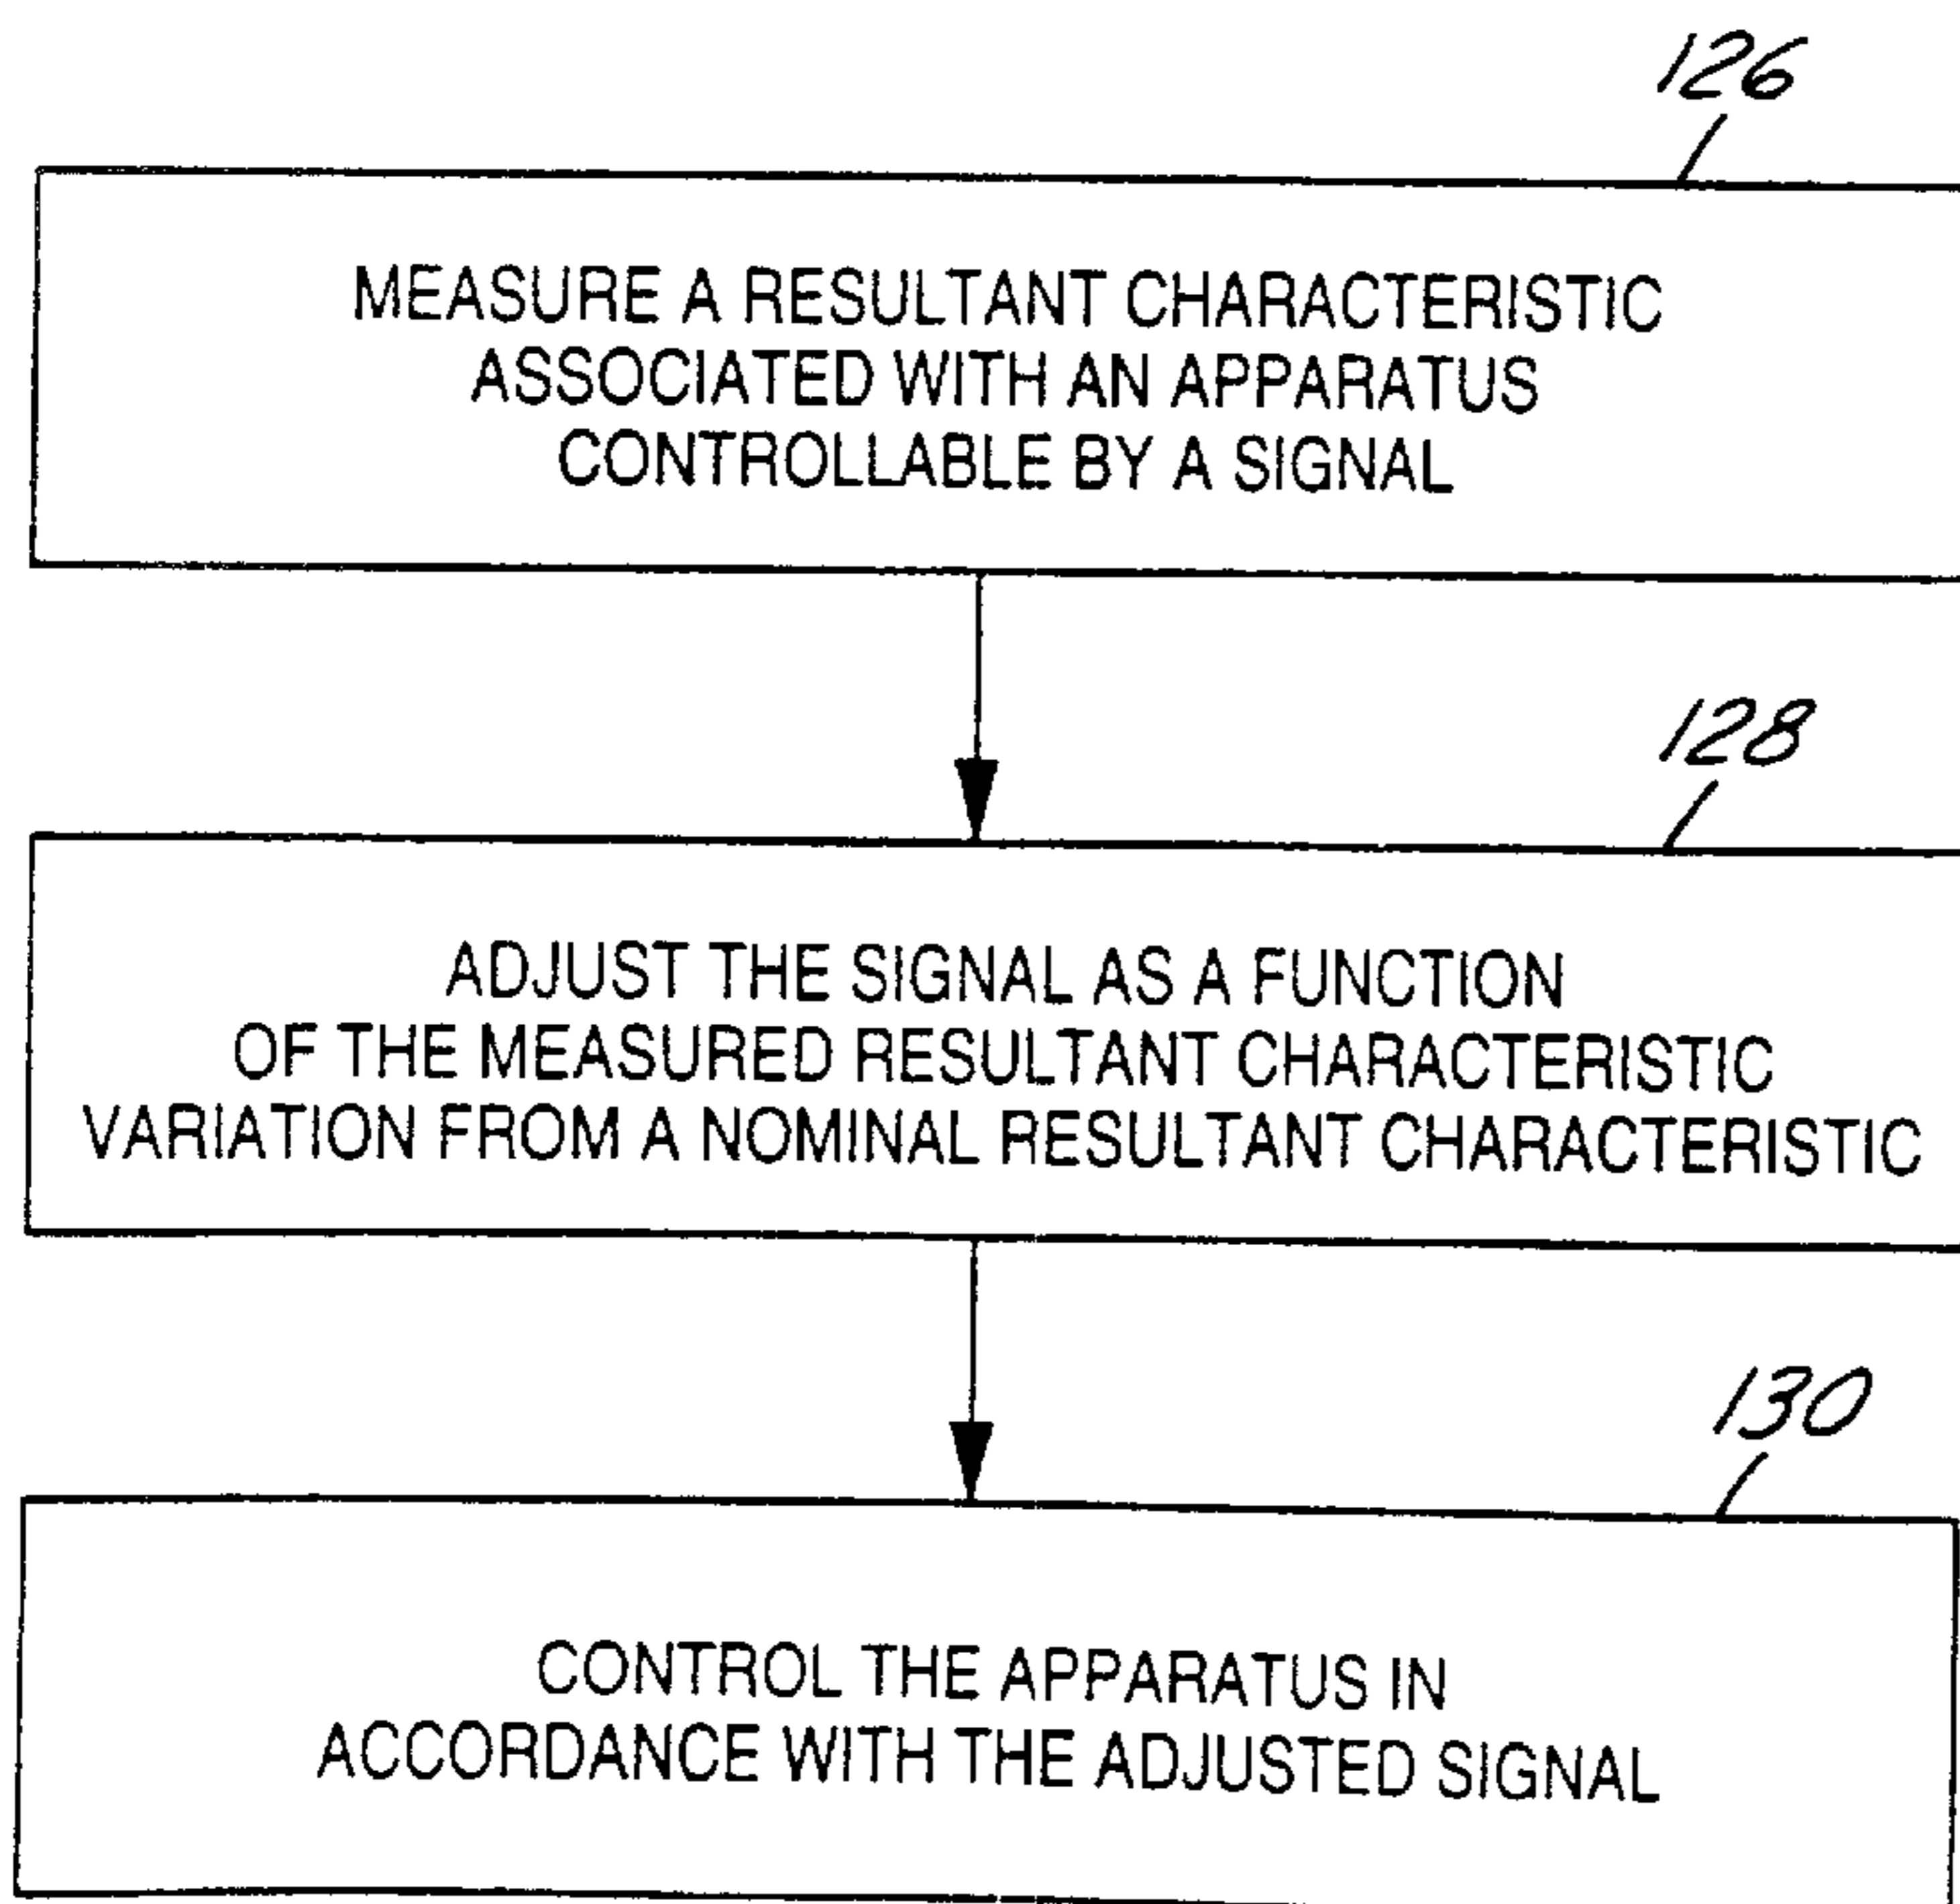 126
MEASURE A RESULTANT CHARACTERISTIC
ASSOCIATED WITH AN APPARATUS
CONTROLLABLE BY A SIGNAL
128
ADJUST THE SIGNAL AS A FUNCTION
OF THE MEASURED RESULTANT CHARACTERISTIC
VARIATION FROM A NOMINAL RESULTANT CHARACTERISTIC
130
CONTROL THE APPARATUS IN
ACCORDANCE WITH THE ADJUSTED SIGNAL